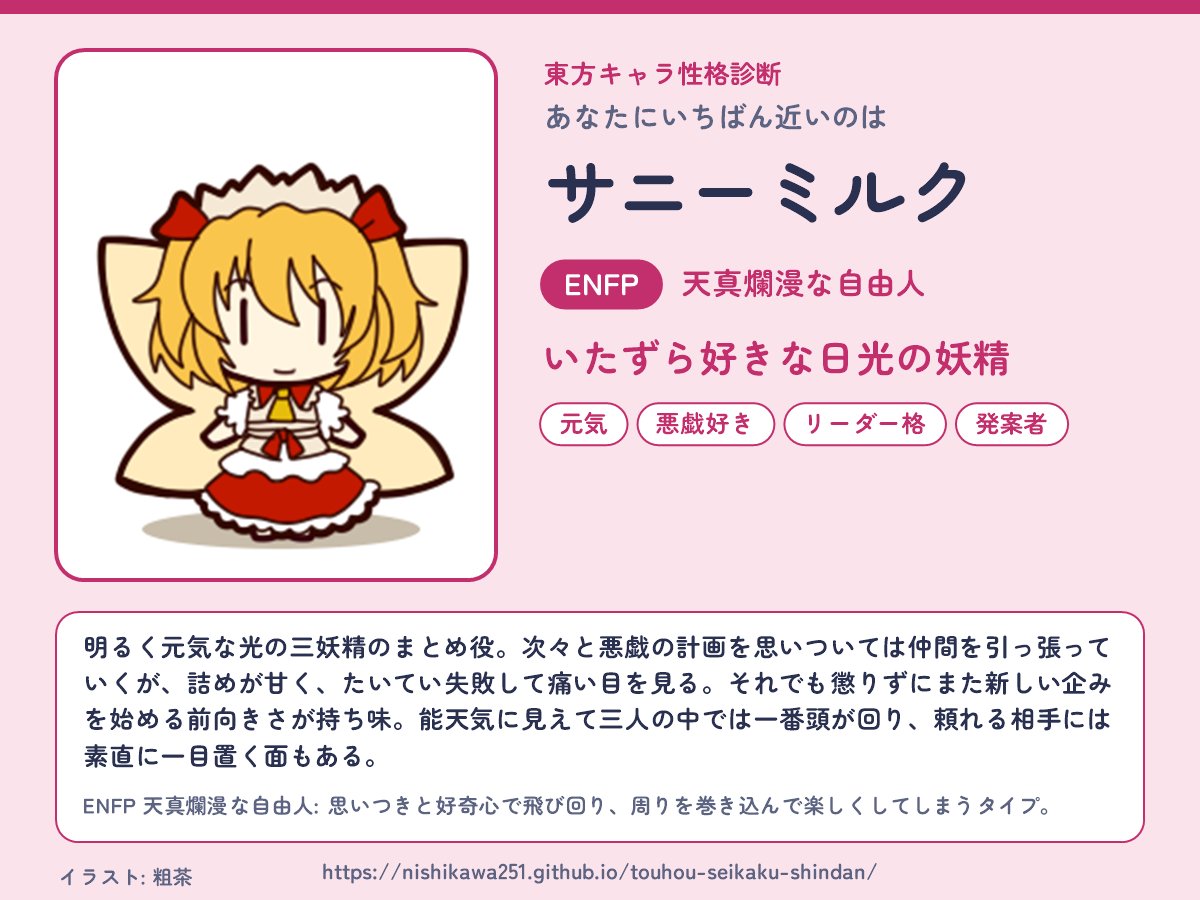 東方キャラ性格診断
あなたにいちばん近いのは
サニーミルク
ENFP 天真爛漫な自由人
いたずら好きな日光の妖精
元気 悪戯好き リーダー格 発案者
明るく元気な光の三妖精のまとめ役。次々と悪戯の計画を思いついては仲間を引っ張って
いくが、詰めが甘く、たいてい失敗して痛い目を見る。それでも懲りずにまた新しい企み
を始める前向きさが持ち味。能天気に見えて三人の中では一番頭が回り、頼れる相手には
素直に一目置く面もある。
ENFP 天真爛漫な自由人: 思いつきと好奇心で飛び回り、周りを巻き込んで楽しくしてしまうタイプ。
イラスト: 粗茶 https://nishikawa251.github.io/touhou-seikaku-shindan/